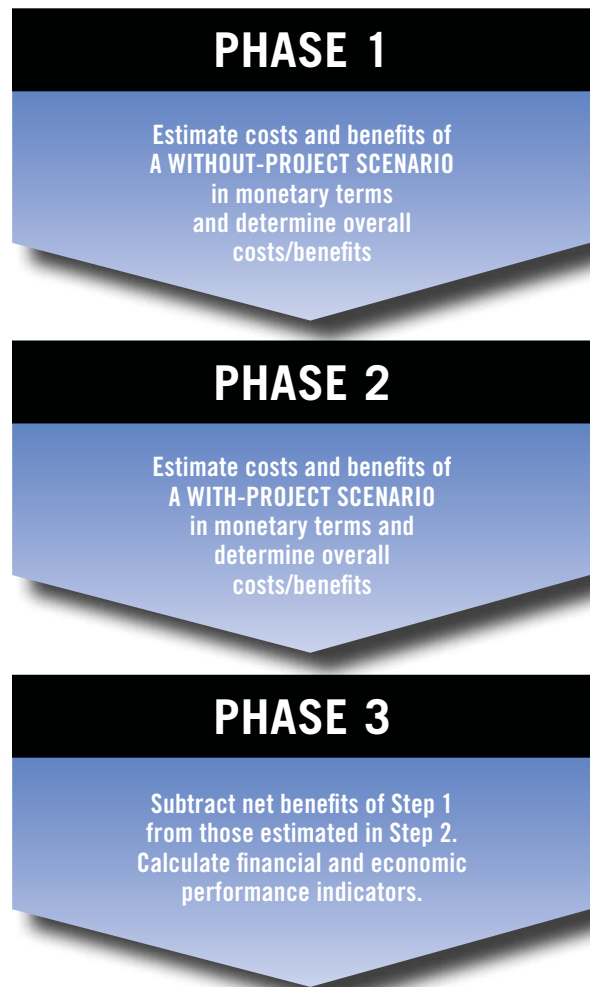 PHASE 1
Estimate costs and benefits of
A WITHOUT-PROJECT SCENARIO
in monetary terms
and determine overall
costs/benefits
PHASE 2
Estimate costs and benefits of
A WITH-PROJECT SCENARIO
in monetary terms and
determine overall
costs/benefits
PHASE 3
Subtract net benefits of Step 1
from those estimated in Step 2.
Calculate financial and economic
performance indicators.